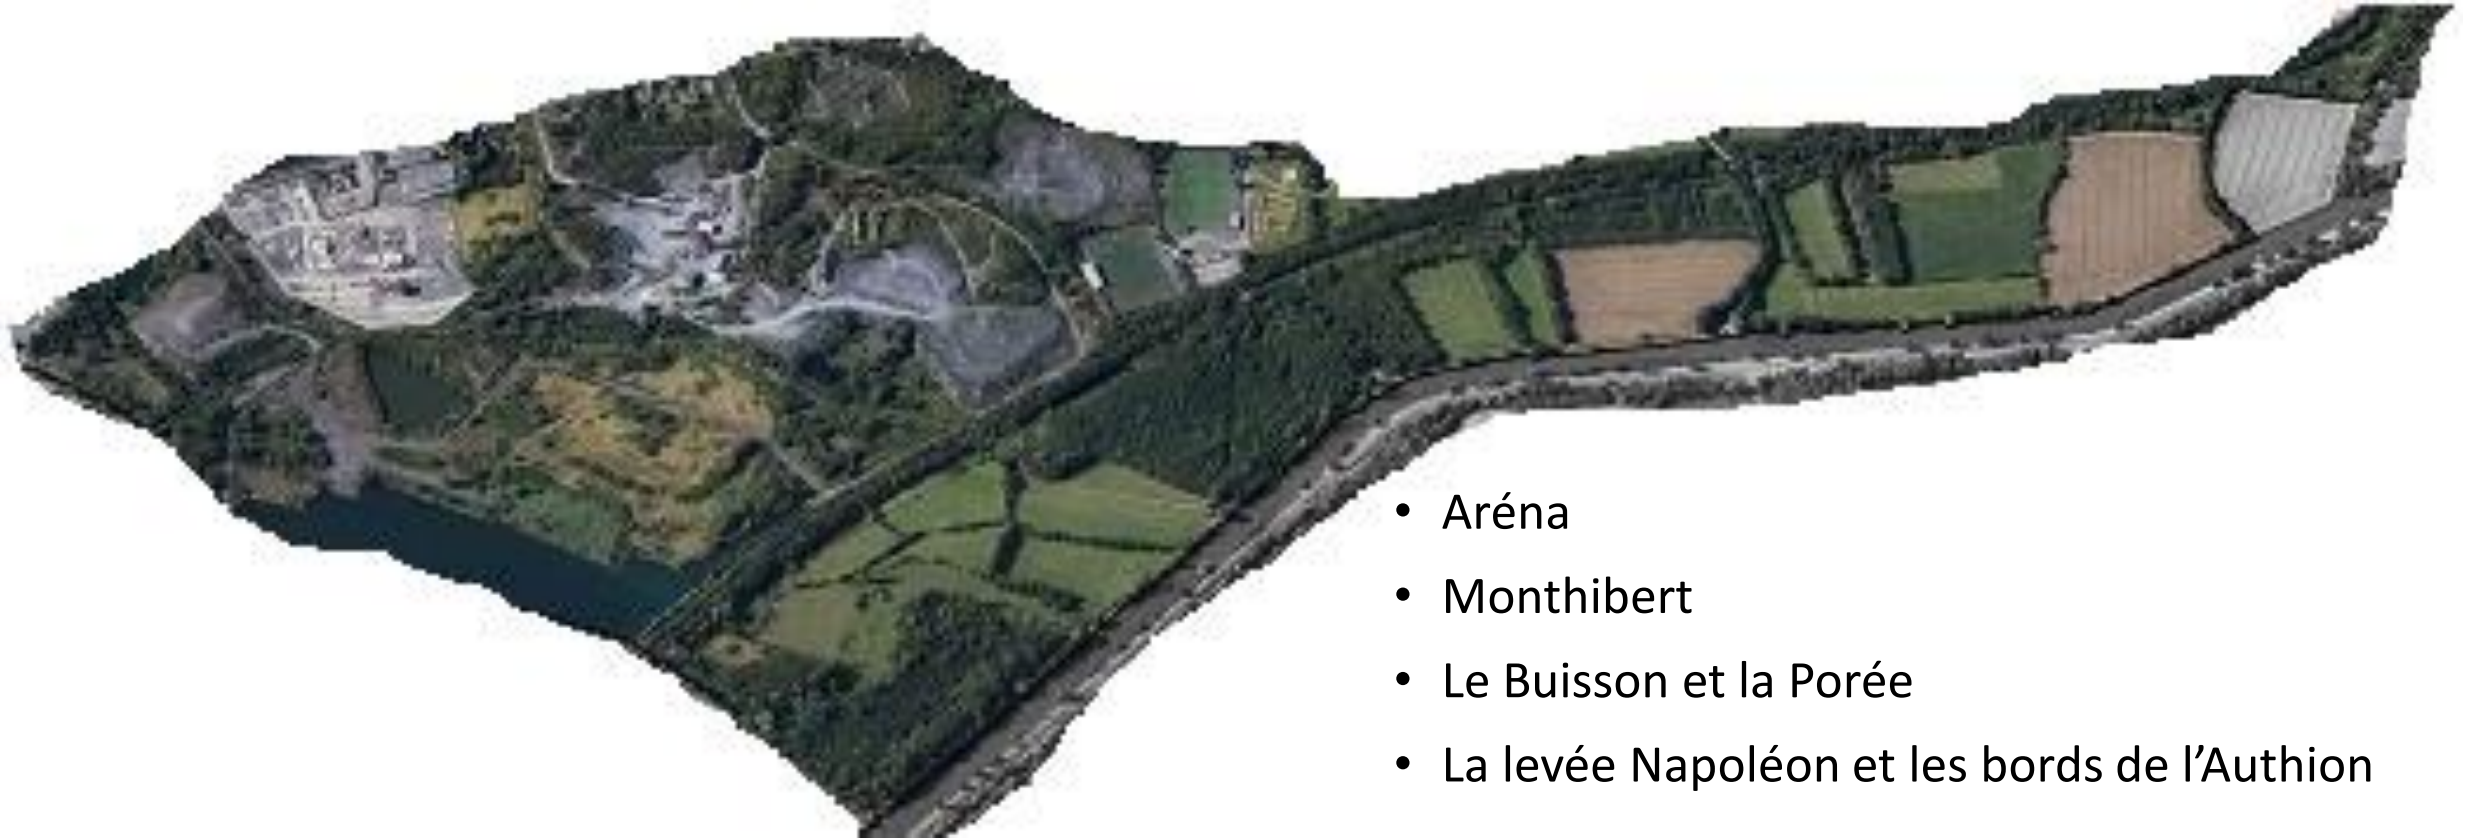 • Aréna
• Monthibert
• Le Buisson et la Porée
• La levée Napoléon et les bords de l’Authion